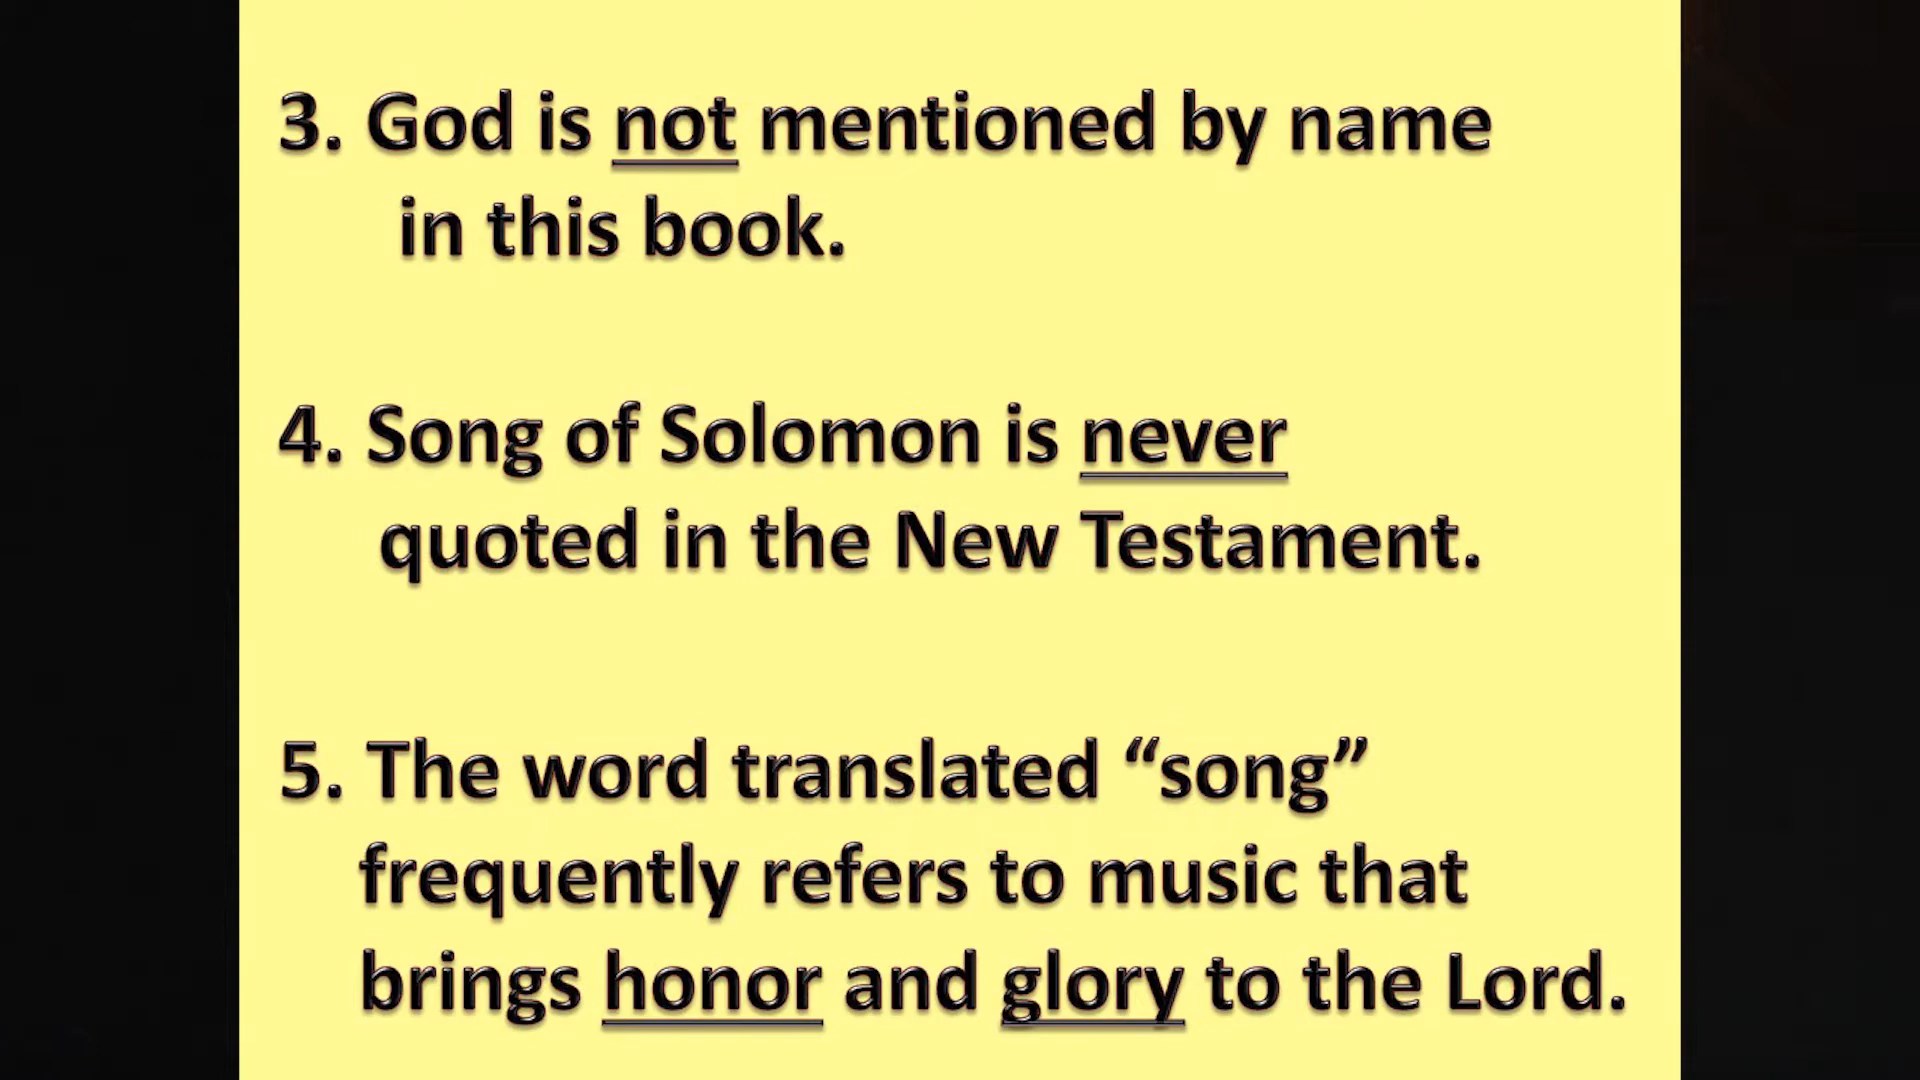 3. God is not mentioned by name
in this book.
4. Song of Solomon is never
quoted in the New Testament.
5. The word translated “song”
frequently refers to music that
brings honor and glory to the Lord.